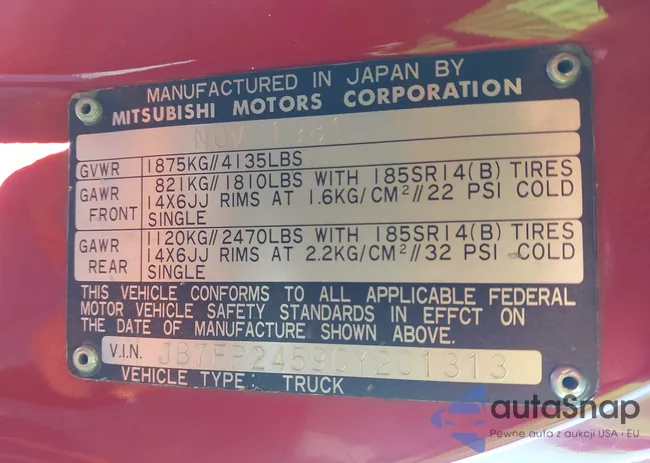 MANUFACTURED IN JAPAN BY
MITSUBISHI MOTORS CORPORATION
NOV 1981
GVWR 1875KG//4135LBS
GAWR FRONT 821KG//1810LBS WITH 185SR14(B) TIRES
14X6JJ RIMS AT 1.6KG/CM²//22 PSI COLD
SINGLE
GAWR REAR 1120KG//2470LBS WITH 185SR14(B) TIRES
14X6JJ RIMS AT 2.2KG/CM²//32 PSI COLD
SINGLE
THIS VEHICLE CONFORMS TO ALL APPLICABLE FEDERAL
MOTOR VEHICLE SAFETY STANDARDS IN EFFCT ON
THE DATE OF MANUFACTURE SHOWN ABOVE.
V.I.N. JB7FP2459CY201313
VEHICLE TYPE: TRUCK
autoSnap
Pewne auta z aukcji USA i EU